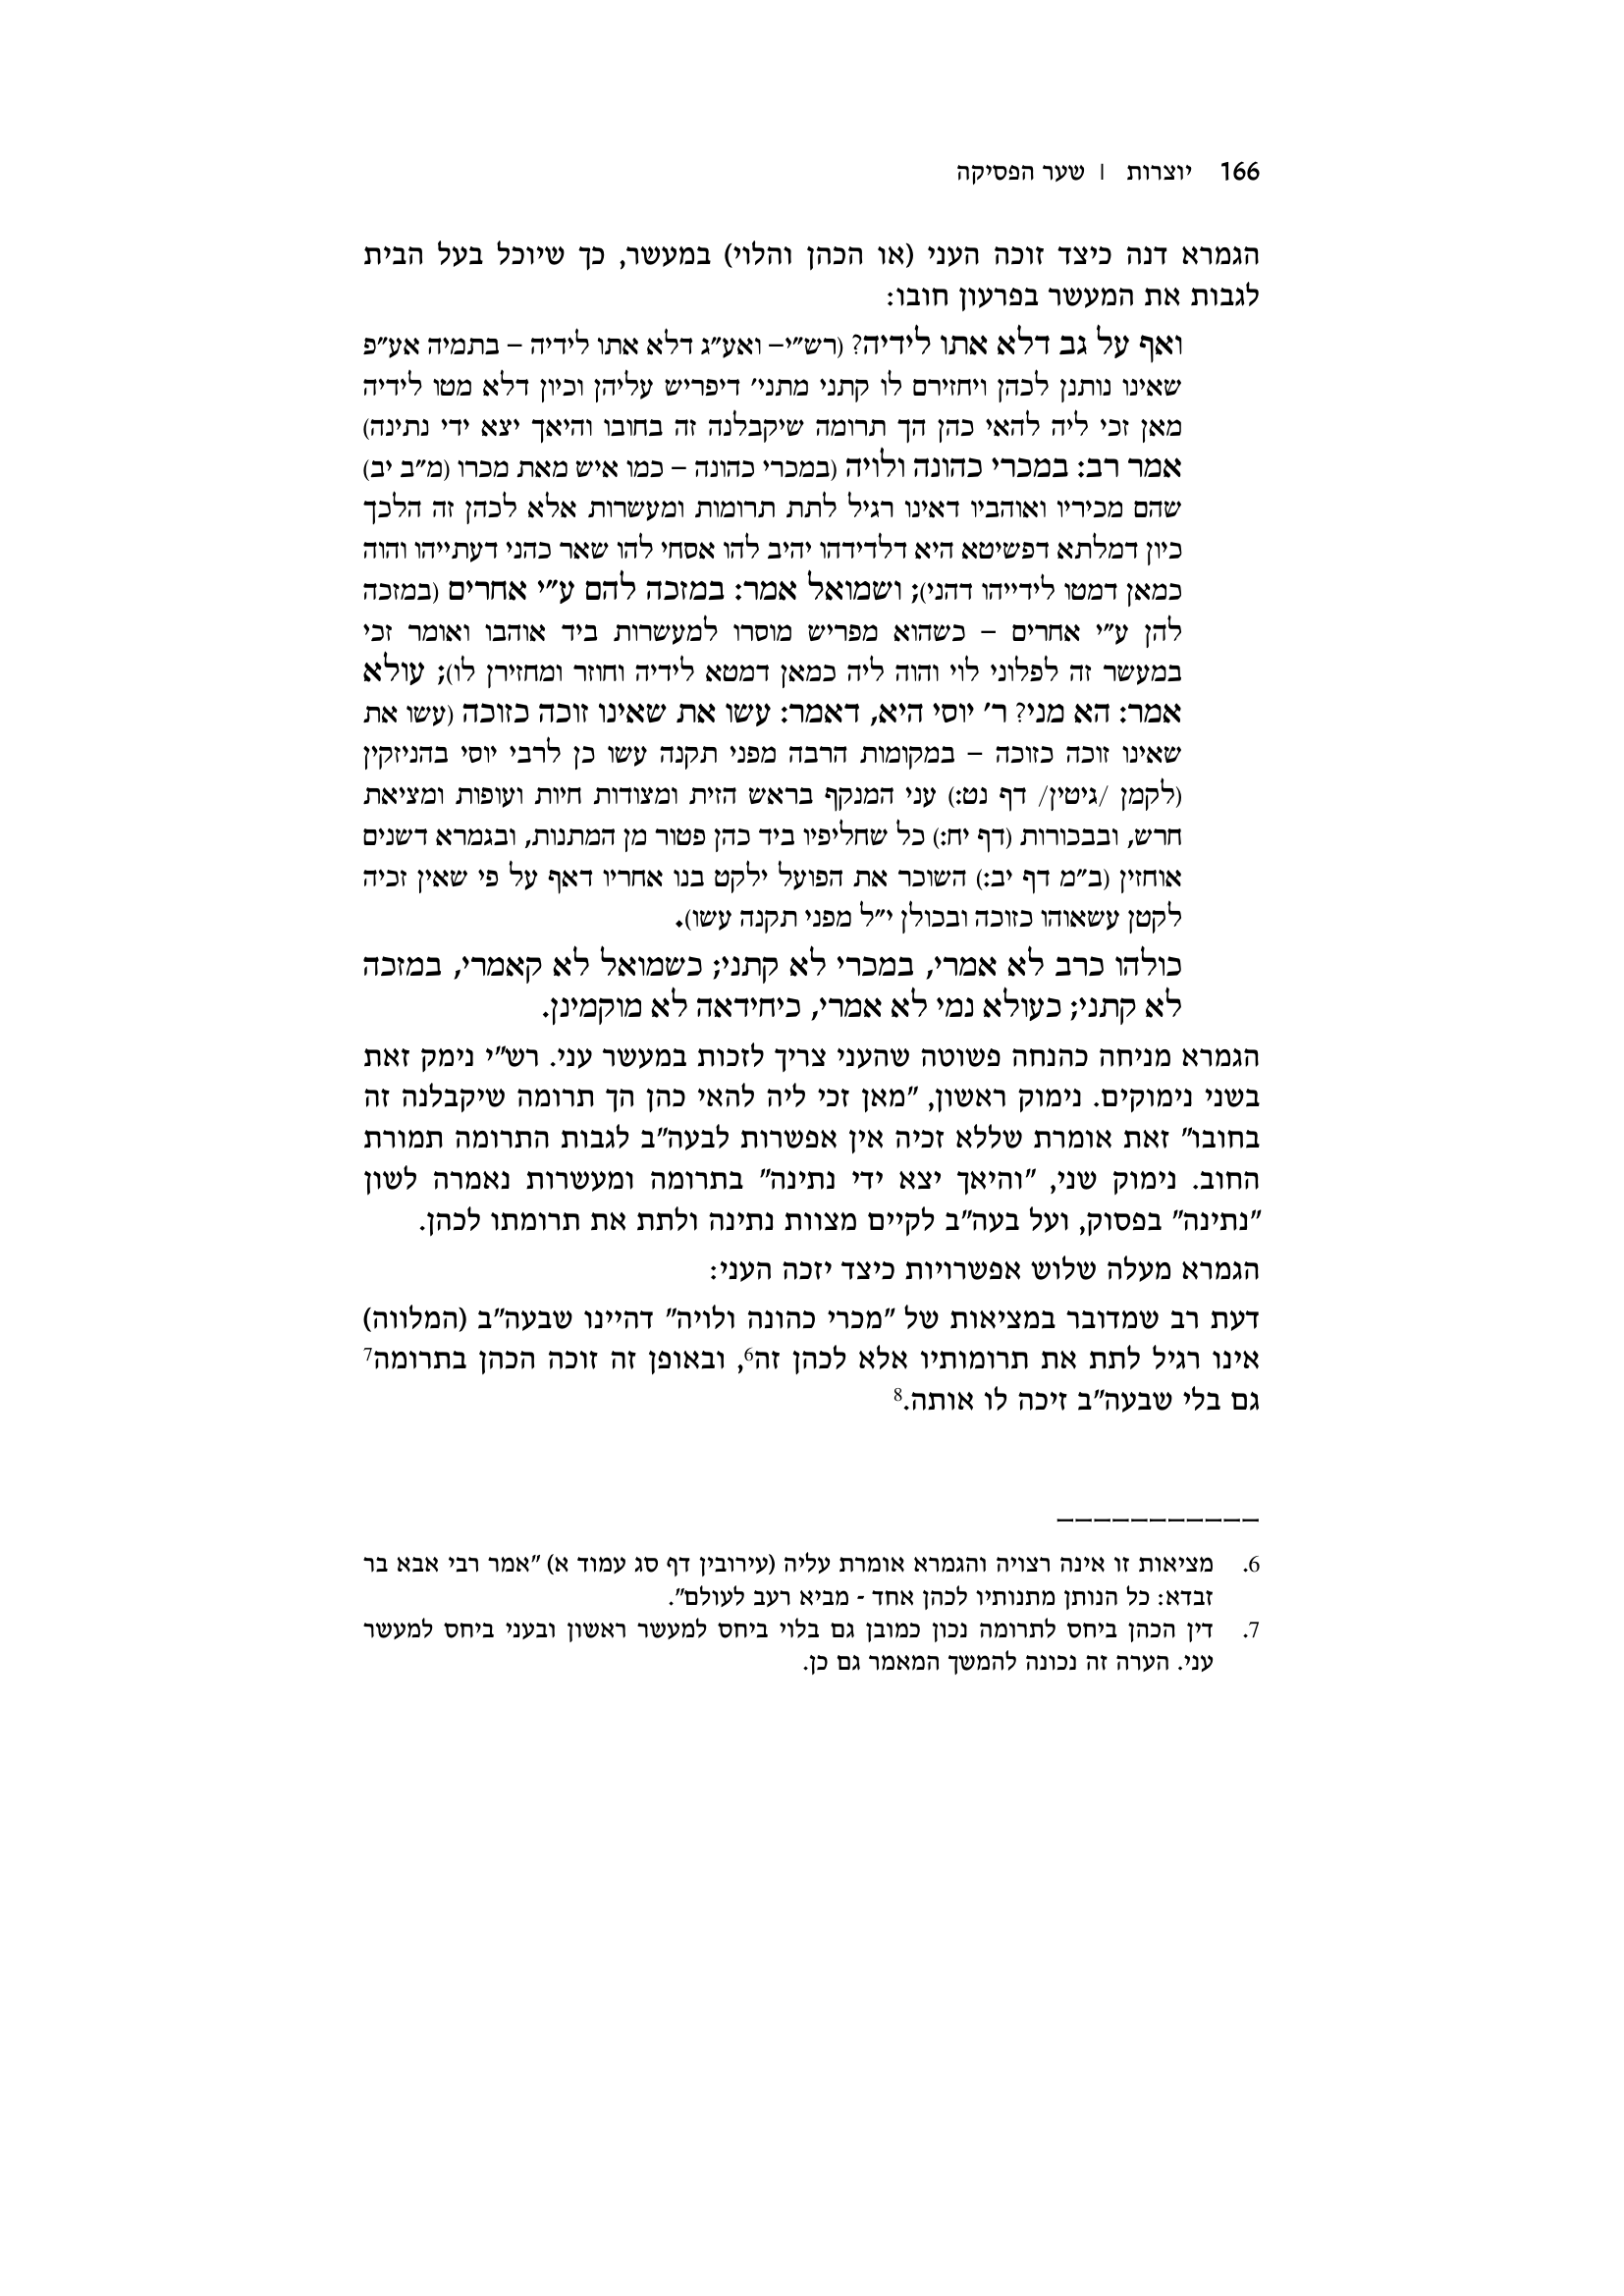 166 יוצרות | שער הפסיקה
הגמרא דנה כיצד זוכה העני (או הכהן והלוי) במעשר, כך שיוכל בעל הבית
לגבות את המעשר בפרעון חובו:
ואף על גב דלא אתו לידיה? (רש"י– ואע"ג דלא אתו לידיה – בתמיה אע"פ
שאינו נותנן לכהן ויחזירם לו קתני מתני' דיפריש עליהן וכיון דלא מטו לידיה
מאן זכי ליה להאי כהן הך תרומה שיקבלנה זה בחובו והיאך יצא ידי נתינה)
אמר רב: במכרי כהונה ולויה (במכרי כהונה – כמו איש מאת מכרו (מ"ב יב)
שהם מכיריו ואוהביו דאינו רגיל לתת תרומות ומעשרות אלא לכהן זה הלכך
כיון דמלתא דפשיטא היא דלדידהו יהיב להו אסחי להו שאר כהני דעתייהו והוה
כמאן דמטו לידייהו דהני); ושמואל אמר: במזכה להם ע"י אחרים (במזכה
להן ע"י אחרים – כשהוא מפריש מוסרו למעשרות ביד אוהבו ואומר זכי
במעשר זה לפלוני לוי והוה ליה כמאן דמטא לידיה וחוזר ומחזירן לו); עולא
אמר: הא מני? ר' יוסי היא, דאמר: עשו את שאינו זוכה כזוכה (עשו את
שאינו זוכה כזוכה – במקומות הרבה מפני תקנה עשו כן לרבי יוסי בהניזקין
(לקמן /גיטין/ דף נט:) עני המנקף בראש הזית ומצודות חיות ועופות ומציאת
חרש, ובבכורות (דף יח:) כל שחליפיו ביד כהן פטור מן המתנות, ובגמרא דשנים
אוחזין (ב"מ דף יב:) השוכר את הפועל ילקט בנו אחריו דאף על פי שאין זכיה
לקטן עשאוהו כזוכה ובכולן י"ל מפני תקנה עשו).
כולהו כרב לא אמרי, במכרי לא קתני; כשמואל לא קאמרי, במזכה
לא קתני; כעולא נמי לא אמרי, כיחידאה לא מוקמינן.
הגמרא מניחה כהנחה פשוטה שהעני צריך לזכות במעשר עני. רש"י נימק זאת
בשני נימוקים. נימוק ראשון, "מאן זכי ליה להאי כהן הך תרומה שיקבלנה זה
בחובו" זאת אומרת שללא זכיה אין אפשרות לבעה"ב לגבות התרומה תמורת
החוב. נימוק שני, "והיאך יצא ידי נתינה" בתרומה ומעשרות נאמרה לשון
"נתינה" בפסוק, ועל בעה"ב לקיים מצוות נתינה ולתת את תרומתו לכהן.
הגמרא מעלה שלוש אפשרויות כיצד יזכה העני:
דעת רב שמדובר במציאות של "מכרי כהונה ולויה" דהיינו שבעה"ב (המלווה)
אינו רגיל לתת את תרומותיו אלא לכהן זה6, ובאופן זה זוכה הכהן בתרומה7
גם בלי שבעה"ב זיכה לו אותה.8
–––––––––––
6. מציאות זו אינה רצויה והגמרא אומרת עליה (עירובין דף סג עמוד א) "אמר רבי אבא בר
זבדא: כל הנותן מתנותיו לכהן אחד - מביא רעב לעולם".
7. דין הכהן ביחס לתרומה נכון כמובן גם בלוי ביחס למעשר ראשון ובעני ביחס למעשר
עני. הערה זה נכונה להמשך המאמר גם כן.